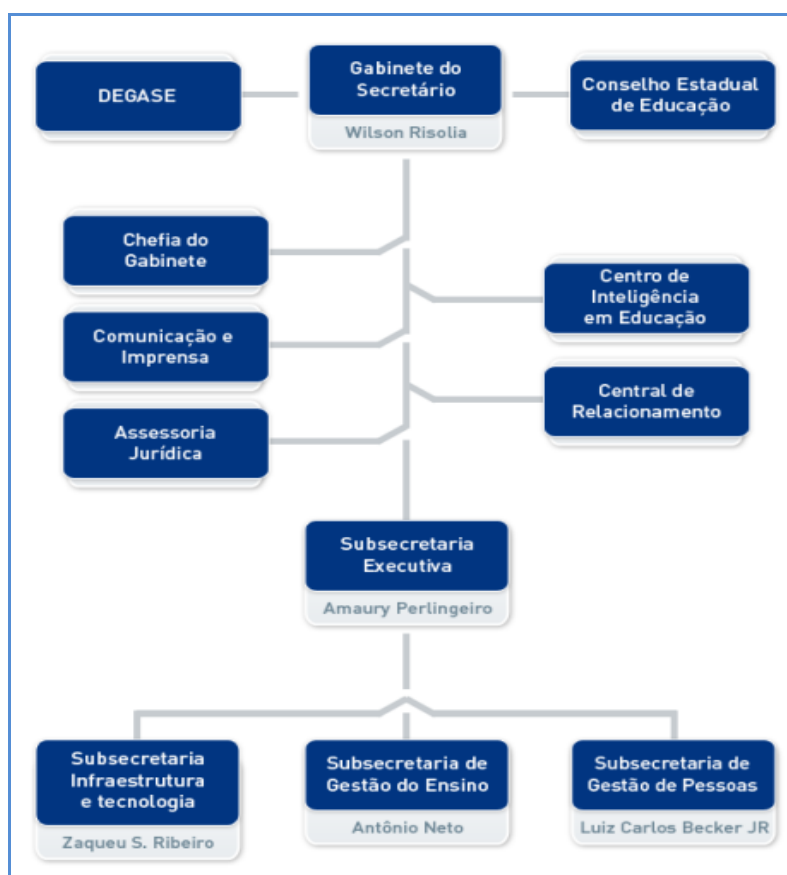 DEGASE
Gabinete do
Secretário
Wilson Risolia
Conselho Estadual
de Educação
Chefia do
Gabinete
Centro de
Inteligência
em Educação
Comunicação e
Imprensa
Central de
Relacionamento
Assessoria
Jurídica
Subsecretaria
Executiva
Amaury Perlingeiro
Subsecretaria
Infraestrutura
e tecnologia
Zaqueu S. Ribeiro
Subsecretaria de
Gestão do Ensino
Antônio Neto
Subsecretaria de
Gestão de Pessoas
Luiz Carlos Becker JR